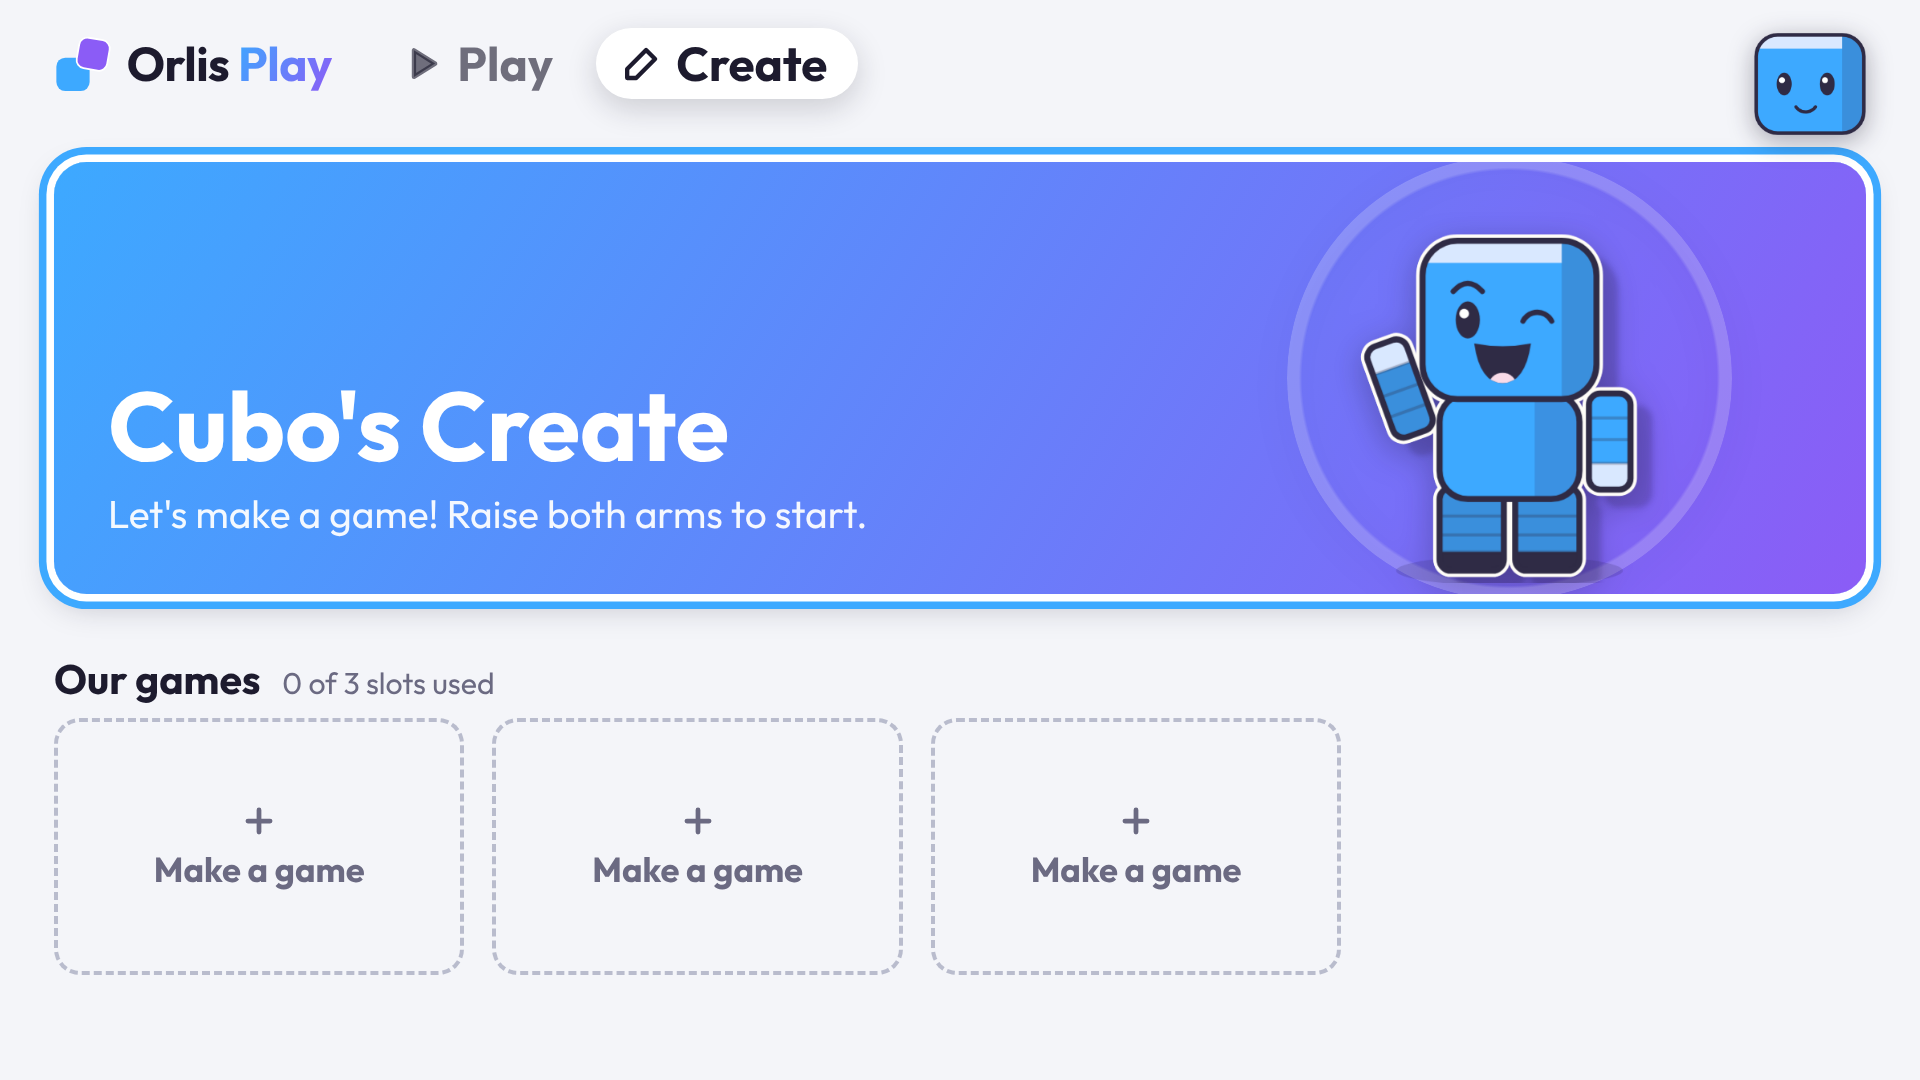 Orlis Play
Play
Create
Cubo's Create
Let's make a game! Raise both arms to start.
Our games
0 of 3 slots used
Make a game
Make a game
Make a game